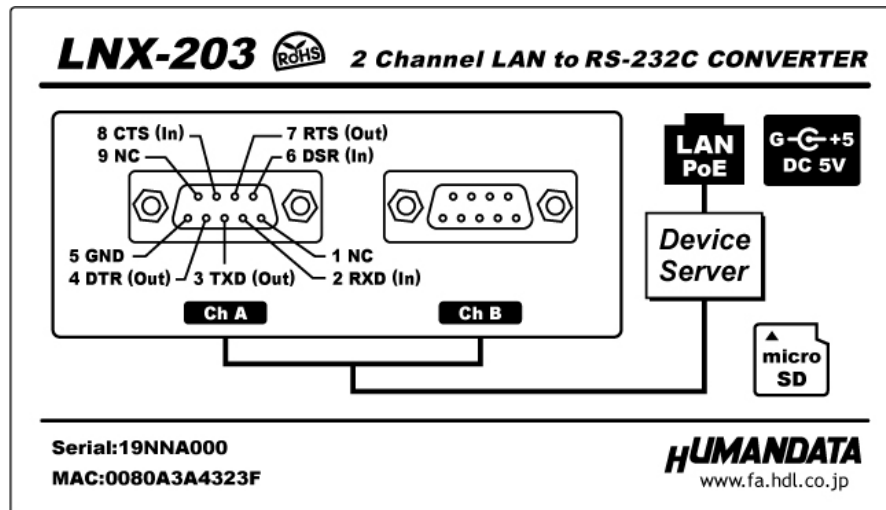 LNX-203 RoHS 2 Channel LAN to RS-232C CONVERTER
8 CTS (In)
7 RTS (Out)
9 NC
6 DSR (In)
5 GND
1 NC
4 DTR (Out)
3 TXD (Out)
2 RXD (In)
Ch A
Ch B
LAN
PoE
G +5
DC 5V
Device
Server
micro
SD
Serial:19NNA000
MAC:0080A3A4323F
HUMANDATA
www.fa.hdl.co.jp